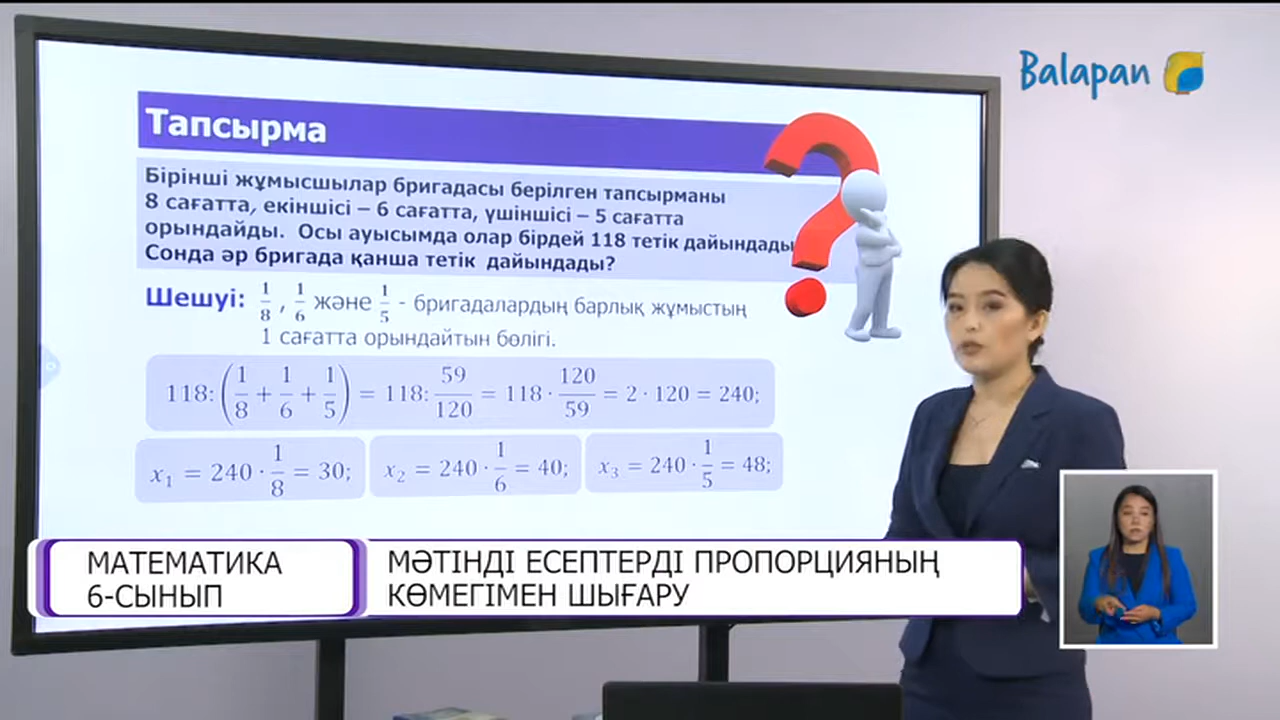 Balapan
Тапсырма
Бірінші жұмысшылар бригадасы берілген тапсырманы
8 сағатта, екіншісі – 6 сағатта, үшіншісі – 5 сағатта
орындайды. Осы ауысымда олар бірдей 118 тетік дайындады
Сонда әр бригада қанша тетік дайындады?
Шешуі: 1/8 , 1/6 және 1/5 - бригадалардың барлық жұмыстың
1 сағатта орындайтын бөлігі.
118: (1/8 + 1/6 + 1/5) = 118: 59/120 = 118 · 120/59 = 2 · 120 = 240;
x₁ = 240 · 1/8 = 30; x₂ = 240 · 1/6 = 40; x₃ = 240 · 1/5 = 48;
МАТЕМАТИКА
6-СЫНЫП
МӘТІНДІ ЕСЕПТЕРДІ ПРОПОРЦИЯНЫҢ
КӨМЕГІМЕН ШЫҒАРУ